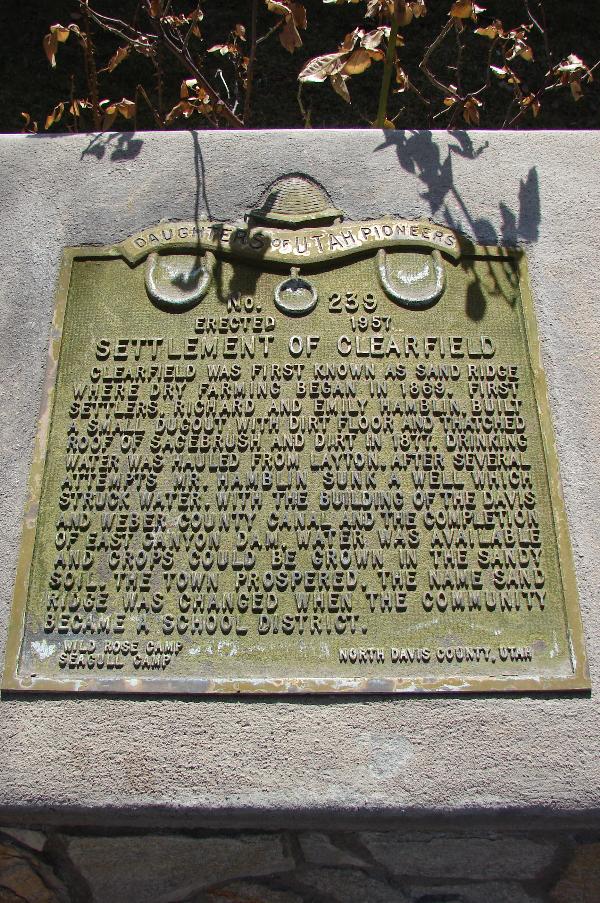 DAUGHTERS OF UTAH PIONEERS
No. 239
ERECTED 1957
SETTLEMENT OF CLEARFIELD
CLEARFIELD WAS FIRST KNOWN AS SAND RIDGE
WHERE DRY FARMING BEGAN IN 1869. FIRST
SETTLERS, RICHARD AND EMILY HAMBLIN, BUILT
A SMALL DUGOUT WITH DIRT FLOOR AND THATCHED
ROOF OF SAGEBRUSH AND DIRT IN 1877. DRINKING
WATER WAS HAULED FROM LAYTON. AFTER SEVERAL
ATTEMPTS MR. HAMBLIN SUNK A WELL WHICH
STRUCK WATER. WITH THE BUILDING OF THE DAVIS
AND WEBER COUNTY CANAL AND THE COMPLETION
OF EAST CANYON DAM, WATER WAS AVAILABLE
AND CROPS COULD BE GROWN IN THE SANDY
SOIL. THE TOWN PROSPERED. THE NAME SAND
RIDGE WAS CHANGED WHEN THE COMMUNITY
BECAME A SCHOOL DISTRICT.
WILD ROSE CAMP
SEAGULL CAMP
NORTH DAVIS COUNTY, UTAH